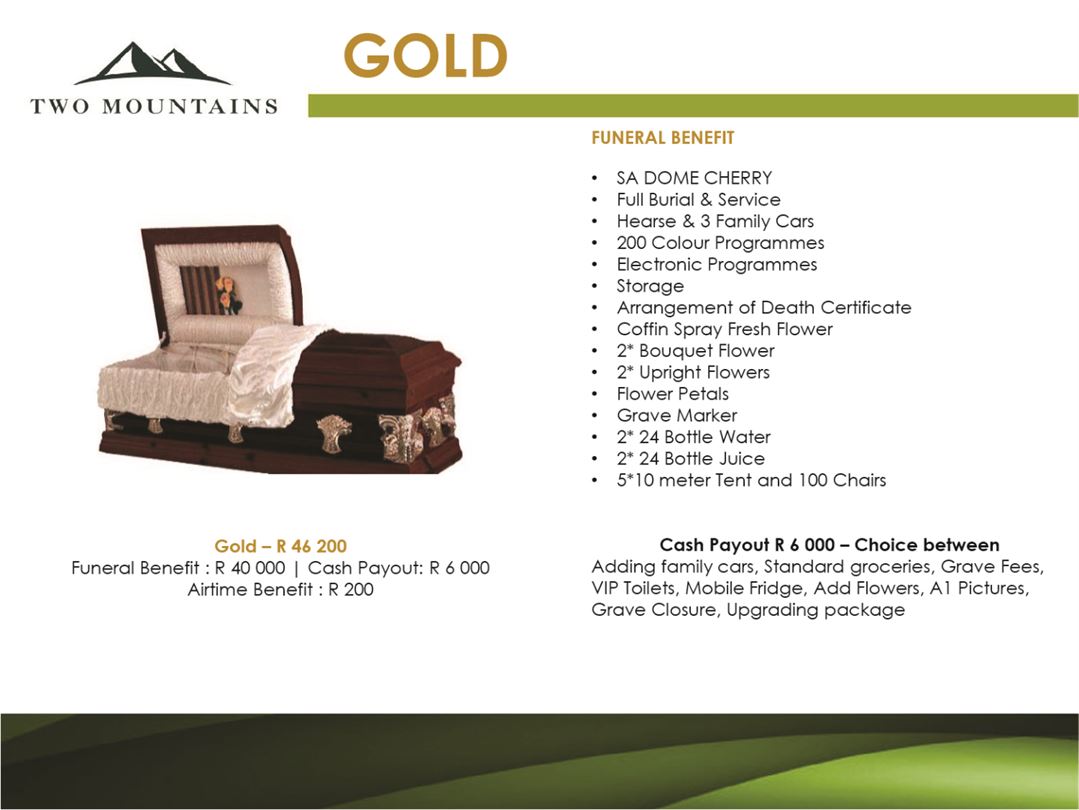 GOLD
TWO MOUNTAINS
FUNERAL BENEFIT
• SA DOME CHERRY
• Full Burial & Service
• Hearse & 3 Family Cars
• 200 Colour Programmes
• Electronic Programmes
• Storage
• Arrangement of Death Certificate
• Coffin Spray Fresh Flower
• 2* Bouquet Flower
• 2* Upright Flowers
• Flower Petals
• Grave Marker
• 2* 24 Bottle Water
• 2* 24 Bottle Juice
• 5*10 meter Tent and 100 Chairs
Gold – R 46 200
Funeral Benefit : R 40 000 | Cash Payout: R 6 000
Airtime Benefit : R 200
Cash Payout R 6 000 – Choice between
Adding family cars, Standard groceries, Grave Fees,
VIP Toilets, Mobile Fridge, Add Flowers, A1 Pictures,
Grave Closure, Upgrading package